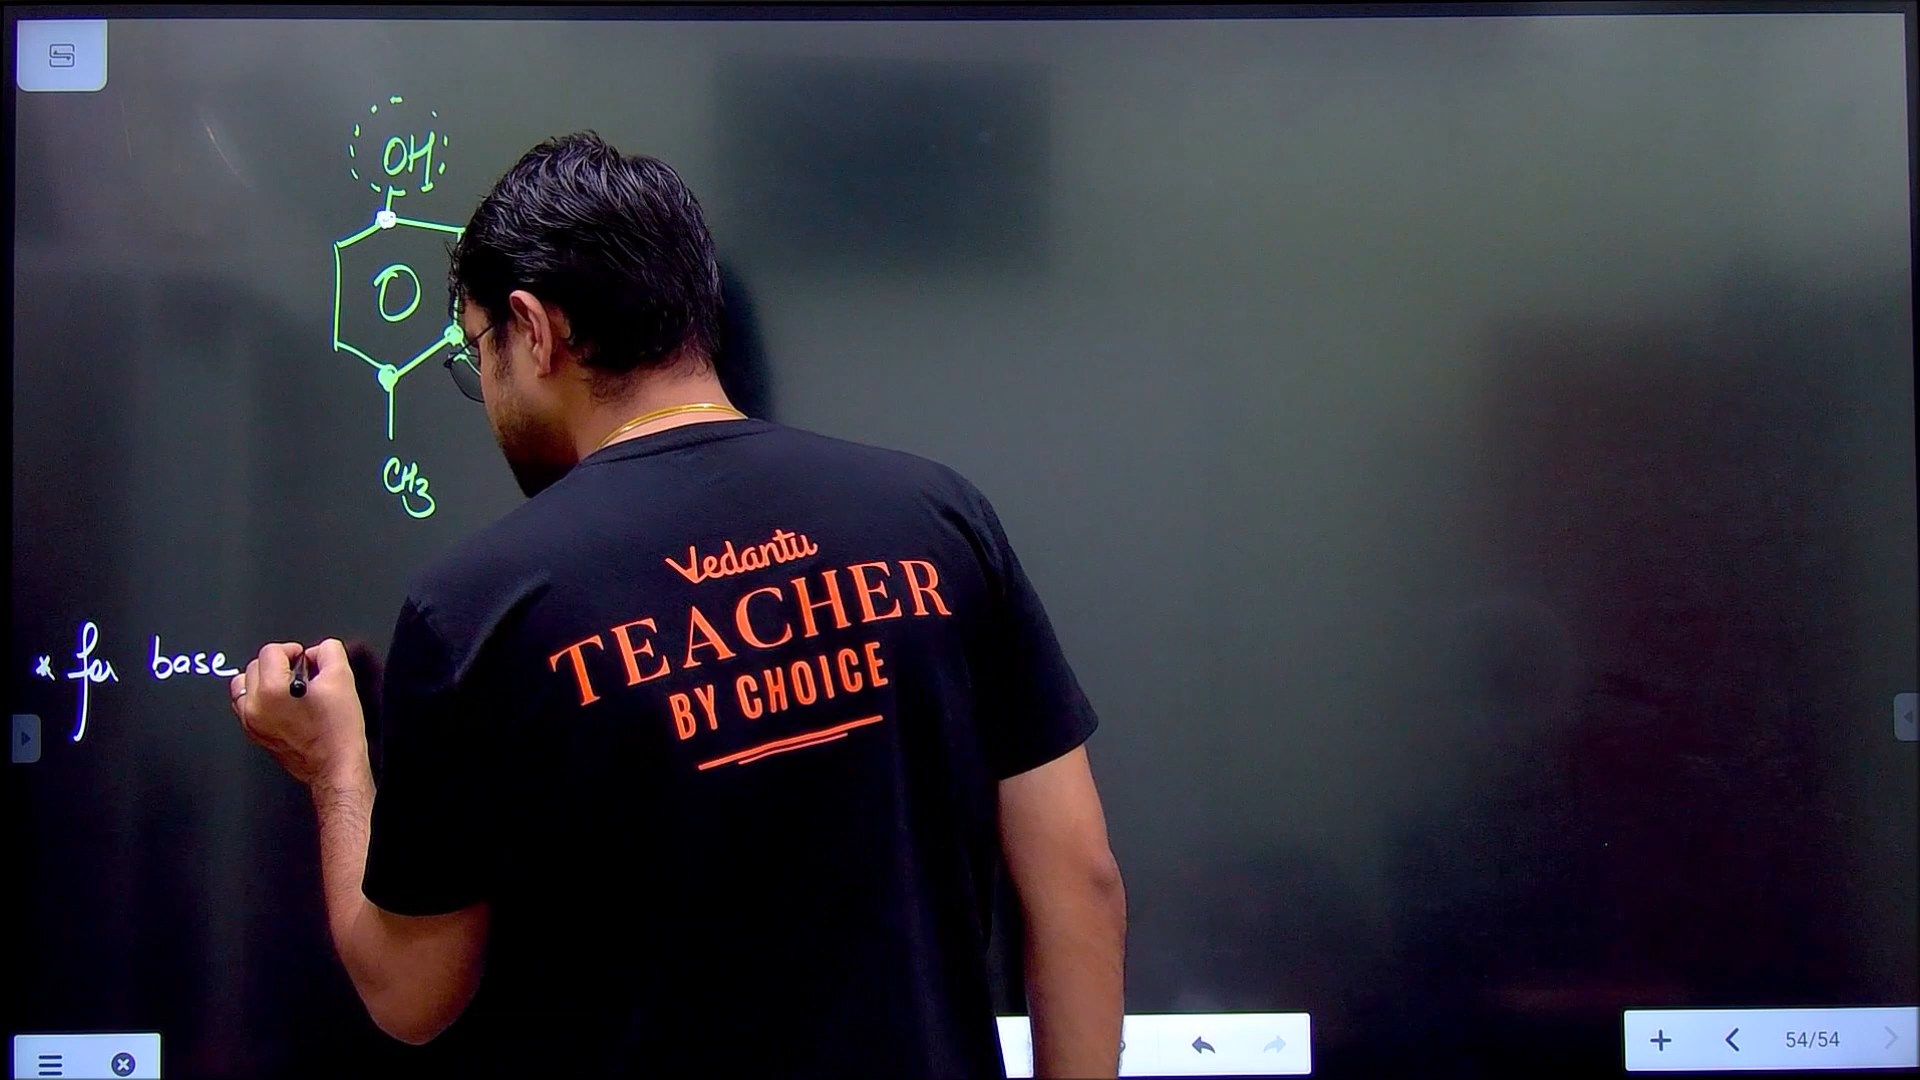 OH
CH3
* for base
Vedantu
TEACHER
BY CHOICE
54/54